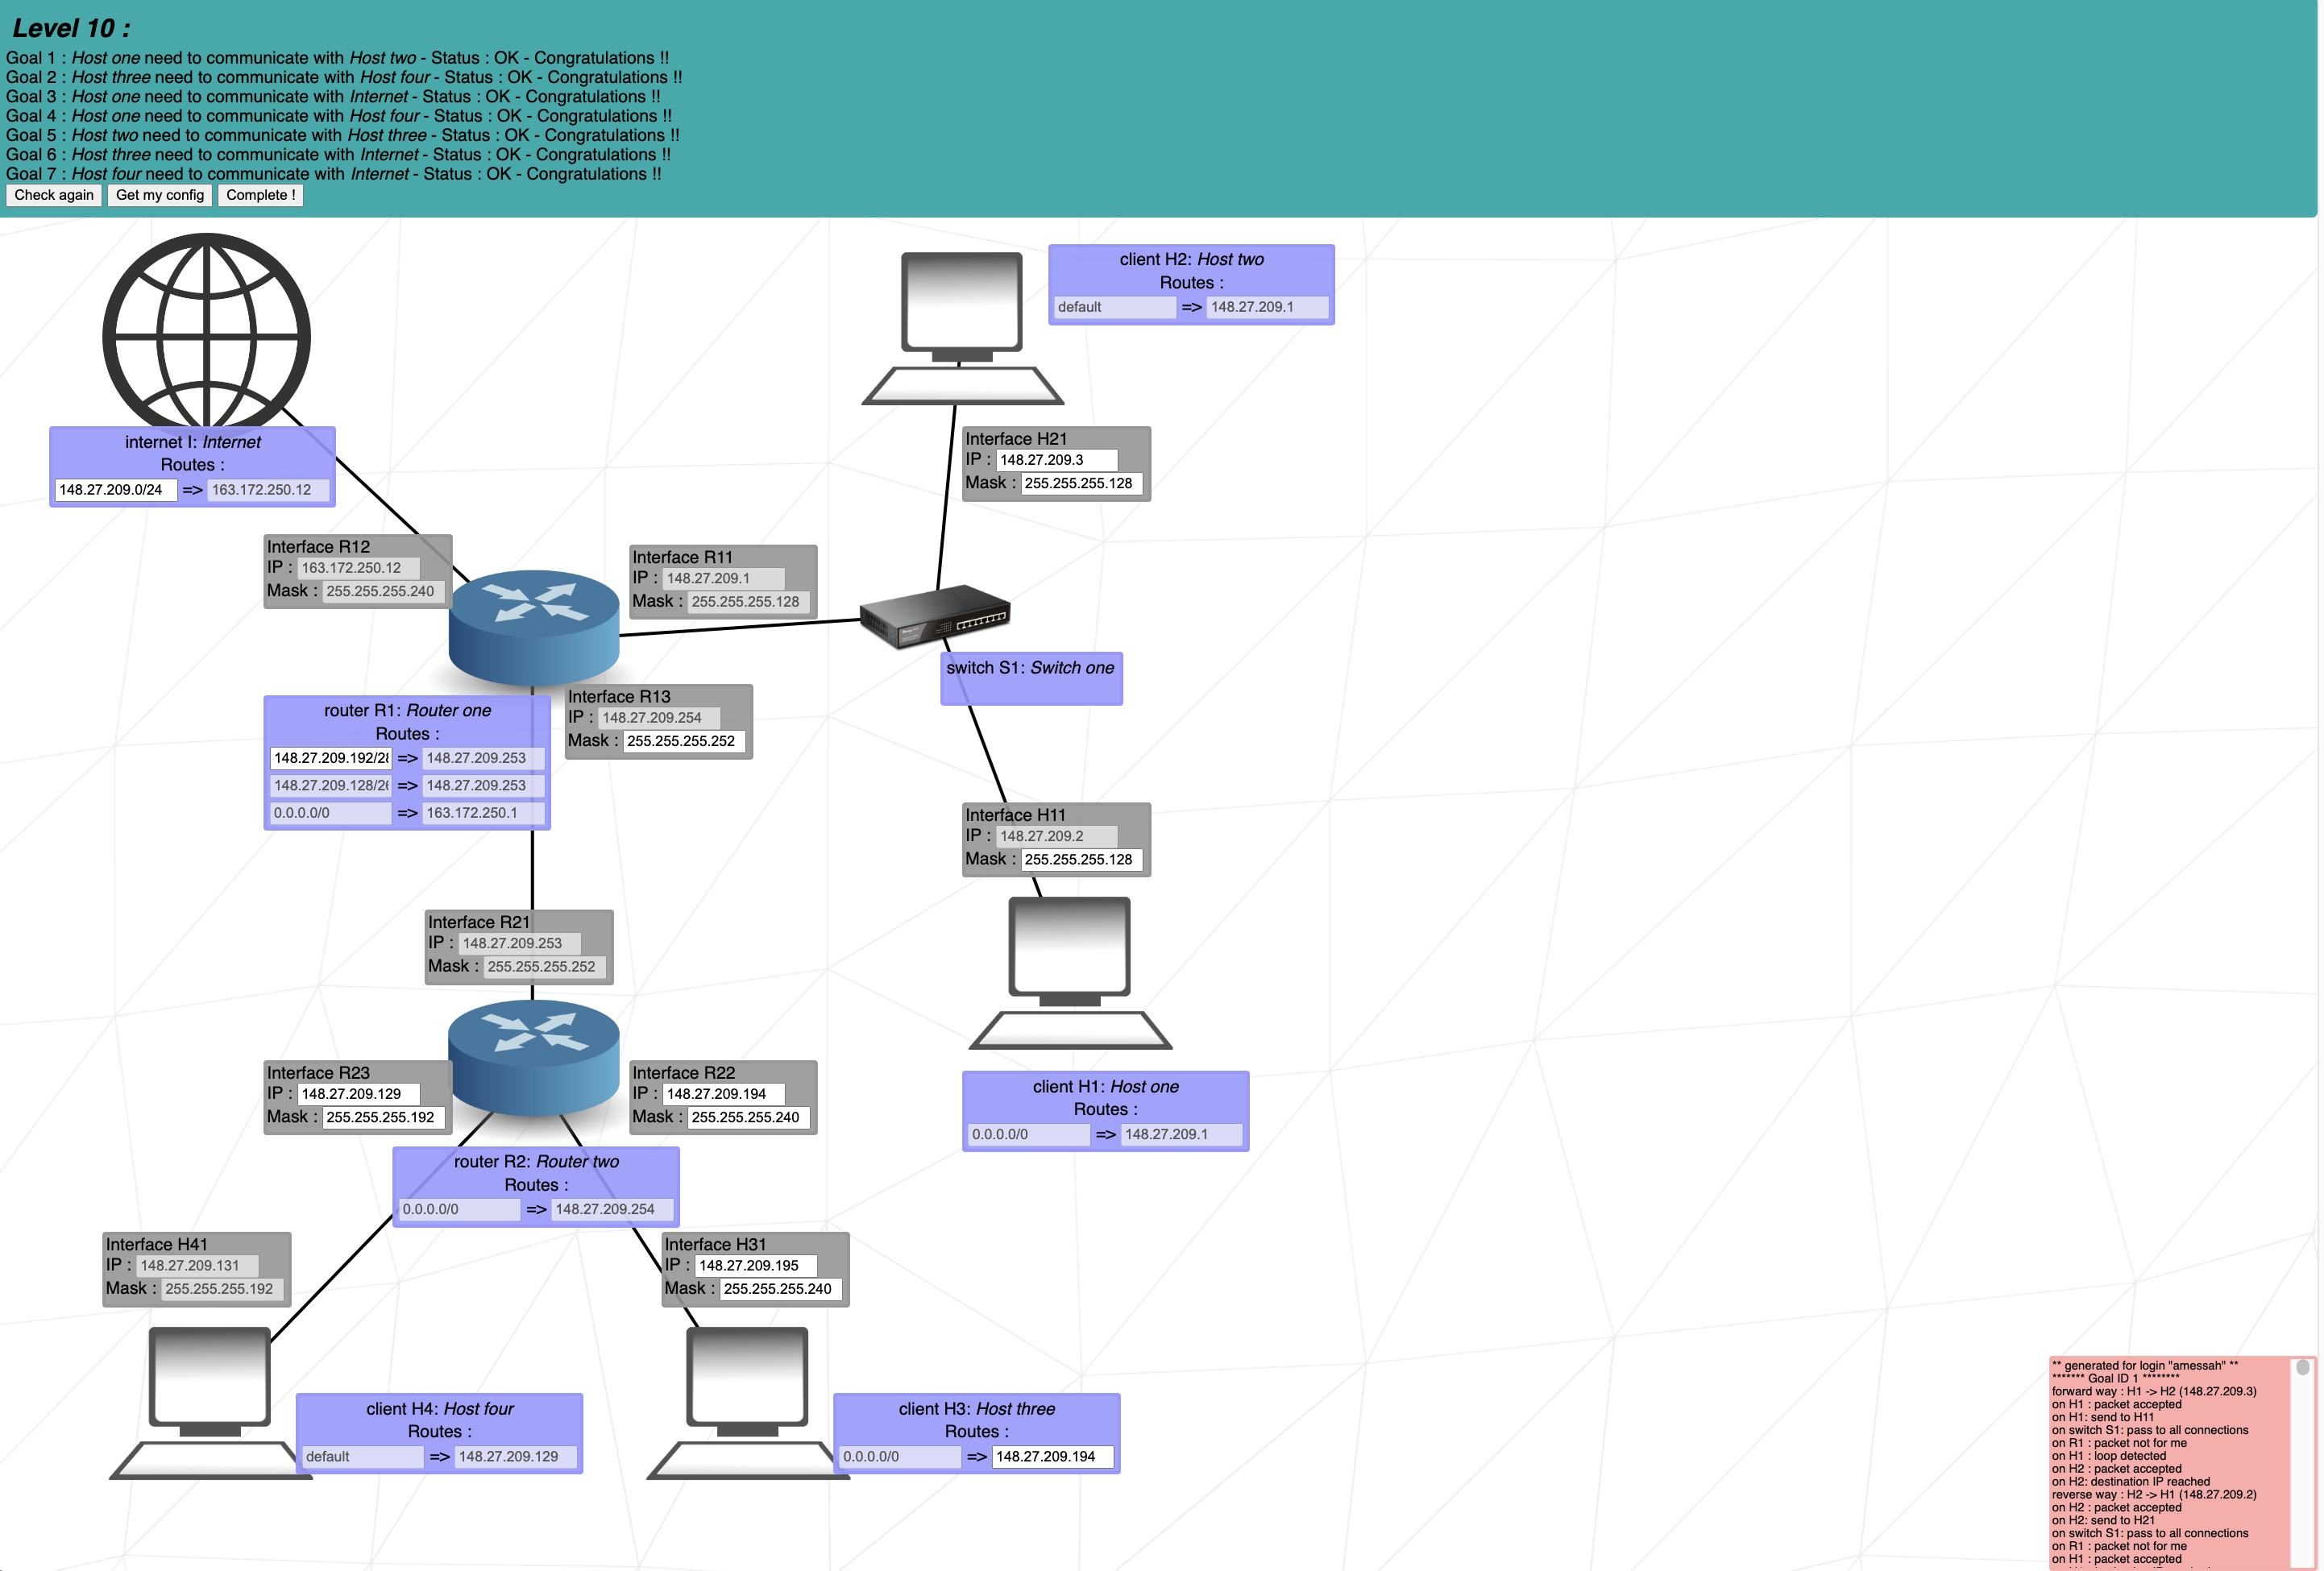 Level 10 :
Goal 1 : Host one need to communicate with Host two - Status : OK - Congratulations !!
Goal 2 : Host three need to communicate with Host four - Status : OK - Congratulations !!
Goal 3 : Host one need to communicate with Internet - Status : OK - Congratulations !!
Goal 4 : Host one need to communicate with Host four - Status : OK - Congratulations !!
Goal 5 : Host two need to communicate with Host three - Status : OK - Congratulations !!
Goal 6 : Host three need to communicate with Internet - Status : OK - Congratulations !!
Goal 7 : Host four need to communicate with Internet - Status : OK - Congratulations !!
Check again Get my config Complete !
client H2: Host two
Routes :
default => 148.27.209.1
internet I: Internet
Routes :
148.27.209.0/24 => 163.172.250.12
Interface H21
IP : 148.27.209.3
Mask : 255.255.255.128
Interface R12
IP : 163.172.250.12
Mask : 255.255.255.240
Interface R11
IP : 148.27.209.1
Mask : 255.255.255.128
switch S1: Switch one
Interface R13
IP : 148.27.209.254
Mask : 255.255.255.252
router R1: Router one
Routes :
148.27.209.192/28 => 148.27.209.253
148.27.209.128/26 => 148.27.209.253
0.0.0.0/0 => 163.172.250.1
Interface H11
IP : 148.27.209.2
Mask : 255.255.255.128
Interface R21
IP : 148.27.209.253
Mask : 255.255.255.252
Interface R23
IP : 148.27.209.129
Mask : 255.255.255.192
Interface R22
IP : 148.27.209.194
Mask : 255.255.255.240
client H1: Host one
Routes :
0.0.0.0/0 => 148.27.209.1
router R2: Router two
Routes :
0.0.0.0/0 => 148.27.209.254
Interface H41
IP : 148.27.209.131
Mask : 255.255.255.192
Interface H31
IP : 148.27.209.195
Mask : 255.255.255.240
client H4: Host four
Routes :
default => 148.27.209.129
client H3: Host three
Routes :
0.0.0.0/0 => 148.27.209.194
** generated for login "amessah" **
******* Goal ID 1 ********
forward way : H1 -> H2 (148.27.209.3)
on H1 : packet accepted
on H1: send to H11
on switch S1: pass to all connections
on R1 : packet not for me
on H1 : loop detected
on H2 : packet accepted
on H2: destination IP reached
reverse way : H2 -> H1 (148.27.209.2)
on H2 : packet accepted
on H2: send to H21
on switch S1: pass to all connections
on R1 : packet not for me
on H1 : packet accepted